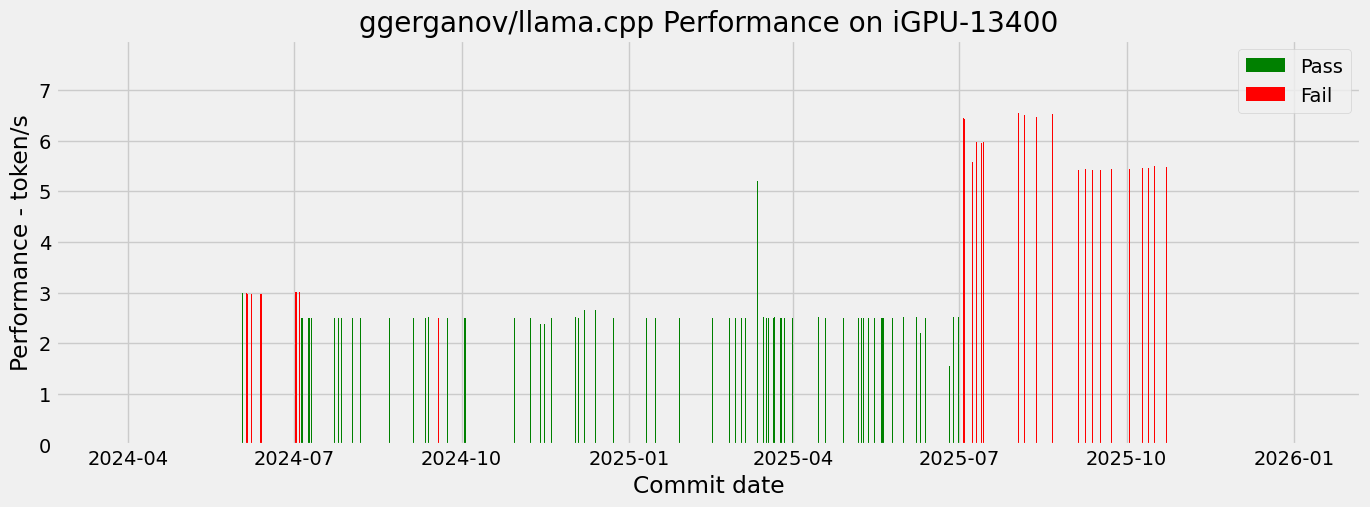 ggerganov/llama.cpp Performance on iGPU-13400
Pass
Fail
Performance - token/s
7
6
5
4
3
2
1
0
2024-04 2024-07 2024-10 2025-01 2025-04 2025-07 2025-10 2026-01
Commit date